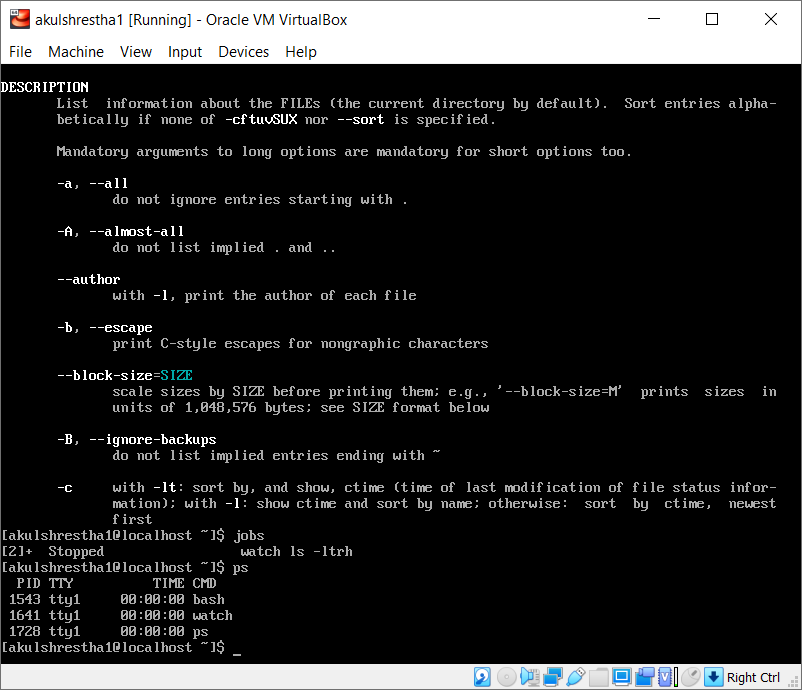 akulshrestha1 [Running] - Oracle VM VirtualBox
File Machine View Input Devices Help
DESCRIPTION
List  information about the FILEs (the current directory by default).  Sort entries alpha-
betically if none of -cftuvSUX nor --sort is specified.
Mandatory arguments to long options are mandatory for short options too.
-a, --all
do not ignore entries starting with .
-A, --almost-all
do not list implied . and ..
--author
with -l, print the author of each file
-b, --escape
print C-style escapes for nongraphic characters
--block-size=SIZE
scale sizes by SIZE before printing them; e.g., '--block-size=M'  prints  sizes  in
units of 1,048,576 bytes; see SIZE format below
-B, --ignore-backups
do not list implied entries ending with ~
-c     with -lt: sort by, and show, ctime (time of last modification of file status infor-
mation); with -l: show ctime and sort by name; otherwise:  sort  by  ctime,  newest
first
[akulshrestha1@localhost ~]$ jobs
[2]+  Stopped                 watch ls -ltrh
[akulshrestha1@localhost ~]$ ps
PID TTY          TIME CMD
1543 tty1     00:00:00 bash
1641 tty1     00:00:00 watch
1728 tty1     00:00:00 ps
[akulshrestha1@localhost ~]$ _
Right Ctrl